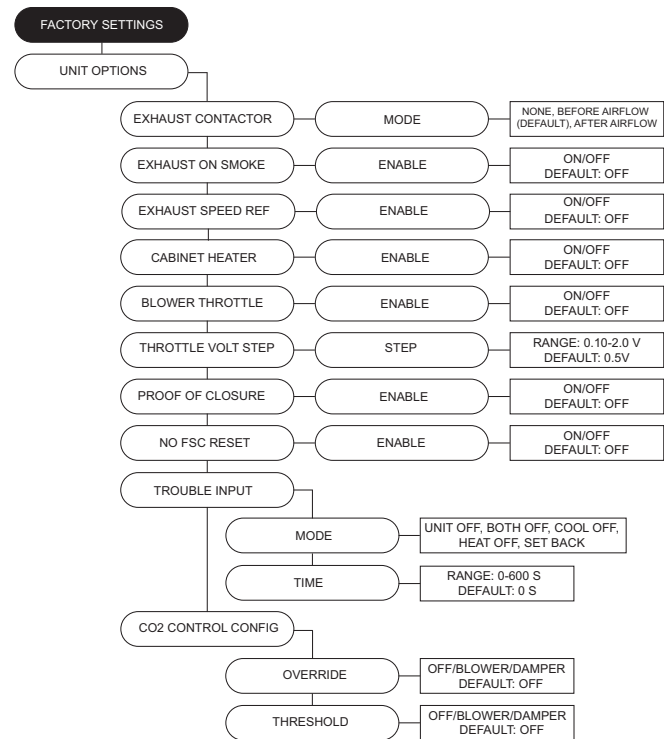 FACTORY SETTINGS
UNIT OPTIONS
EXHAUST CONTACTOR
MODE
NONE, BEFORE AIRFLOW
(DEFAULT), AFTER AIRFLOW
EXHAUST ON SMOKE
ENABLE
ON/OFF
DEFAULT: OFF
EXHAUST SPEED REF
ENABLE
ON/OFF
DEFAULT: OFF
CABINET HEATER
ENABLE
ON/OFF
DEFAULT: OFF
BLOWER THROTTLE
ENABLE
ON/OFF
DEFAULT: OFF
THROTTLE VOLT STEP
STEP
RANGE: 0.10-2.0 V
DEFAULT: 0.5V
PROOF OF CLOSURE
ENABLE
ON/OFF
DEFAULT: OFF
NO FSC RESET
ENABLE
ON/OFF
DEFAULT: OFF
TROUBLE INPUT
MODE
UNIT OFF, BOTH OFF, COOL OFF,
HEAT OFF, SET BACK
TIME
RANGE: 0-600 S
DEFAULT: 0 S
CO2 CONTROL CONFIG
OVERRIDE
OFF/BLOWER/DAMPER
DEFAULT: OFF
THRESHOLD
OFF/BLOWER/DAMPER
DEFAULT: OFF